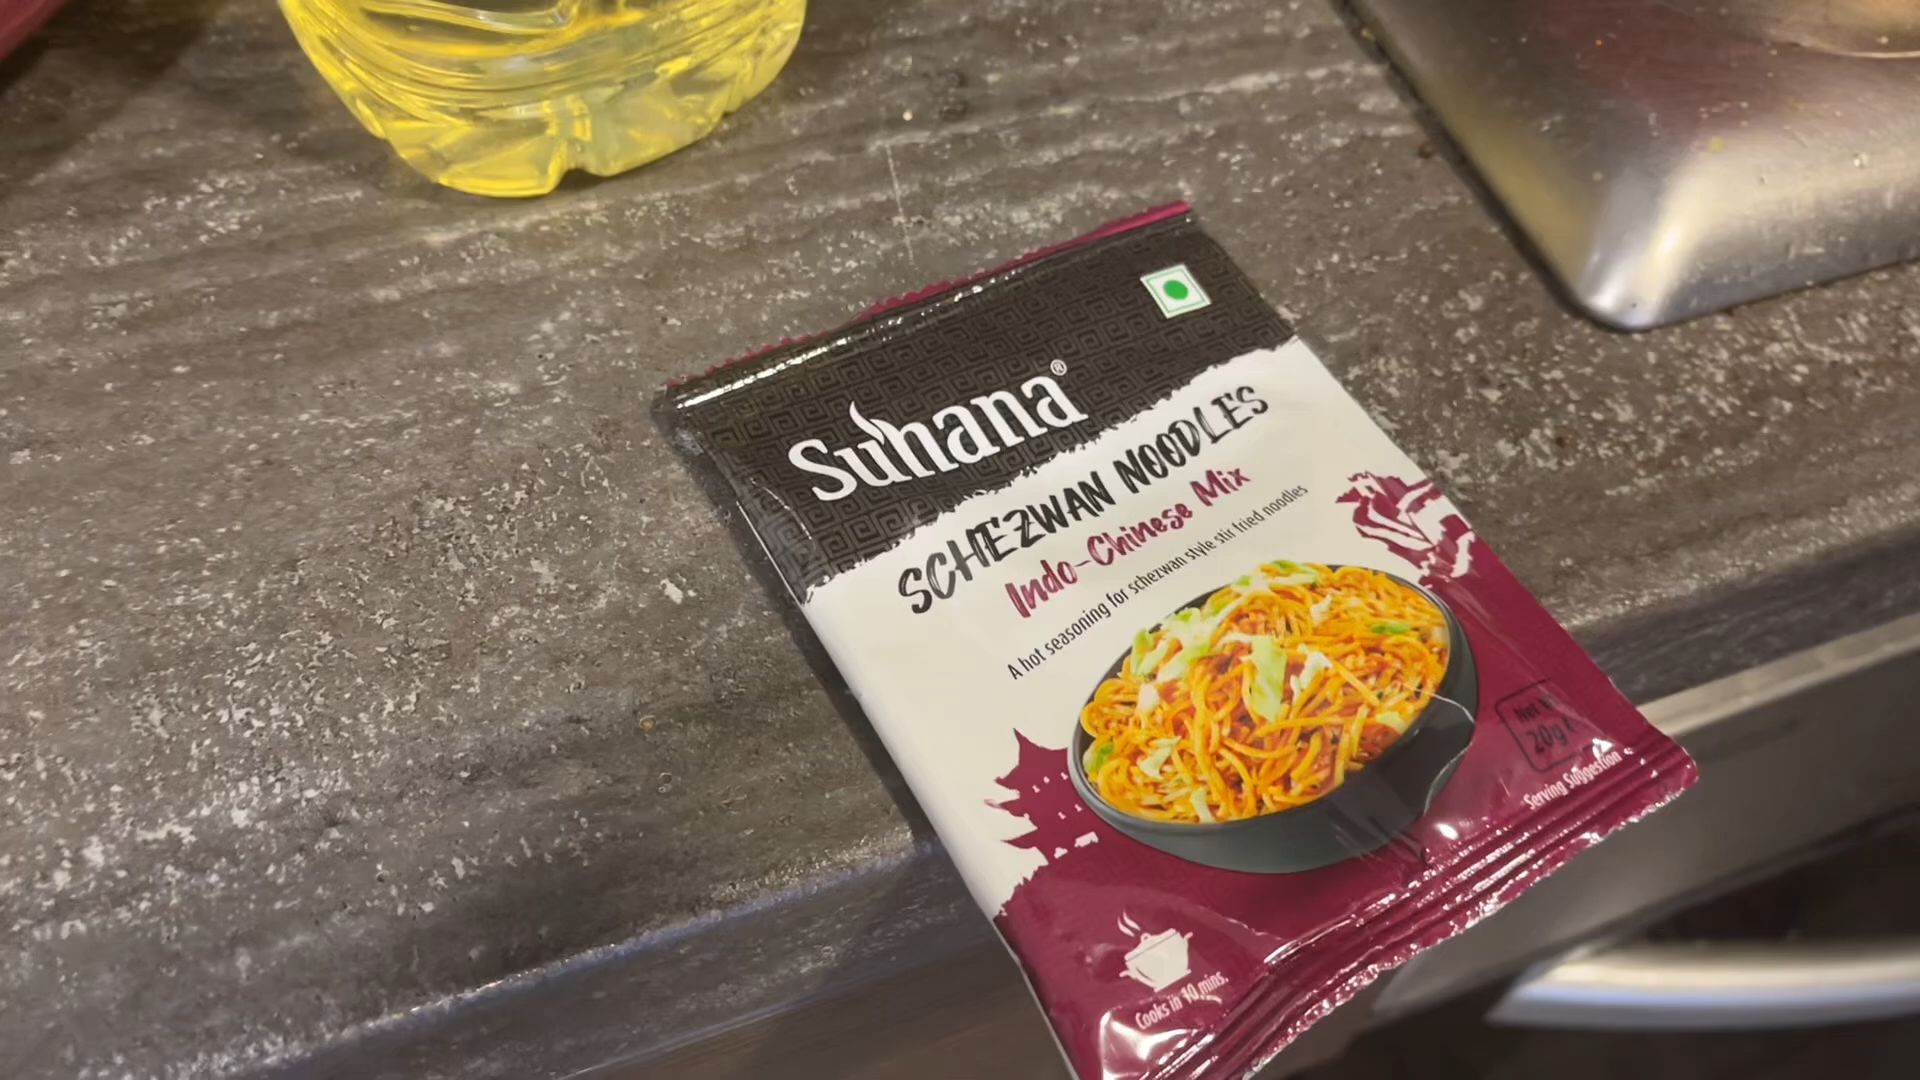 Suhana®
SCHEZWAN NOODLES
Indo-Chinese Mix
A hot seasoning for schezwan style stir fried noodles
20g
Serving Suggestion
Cooks in 10 mins.